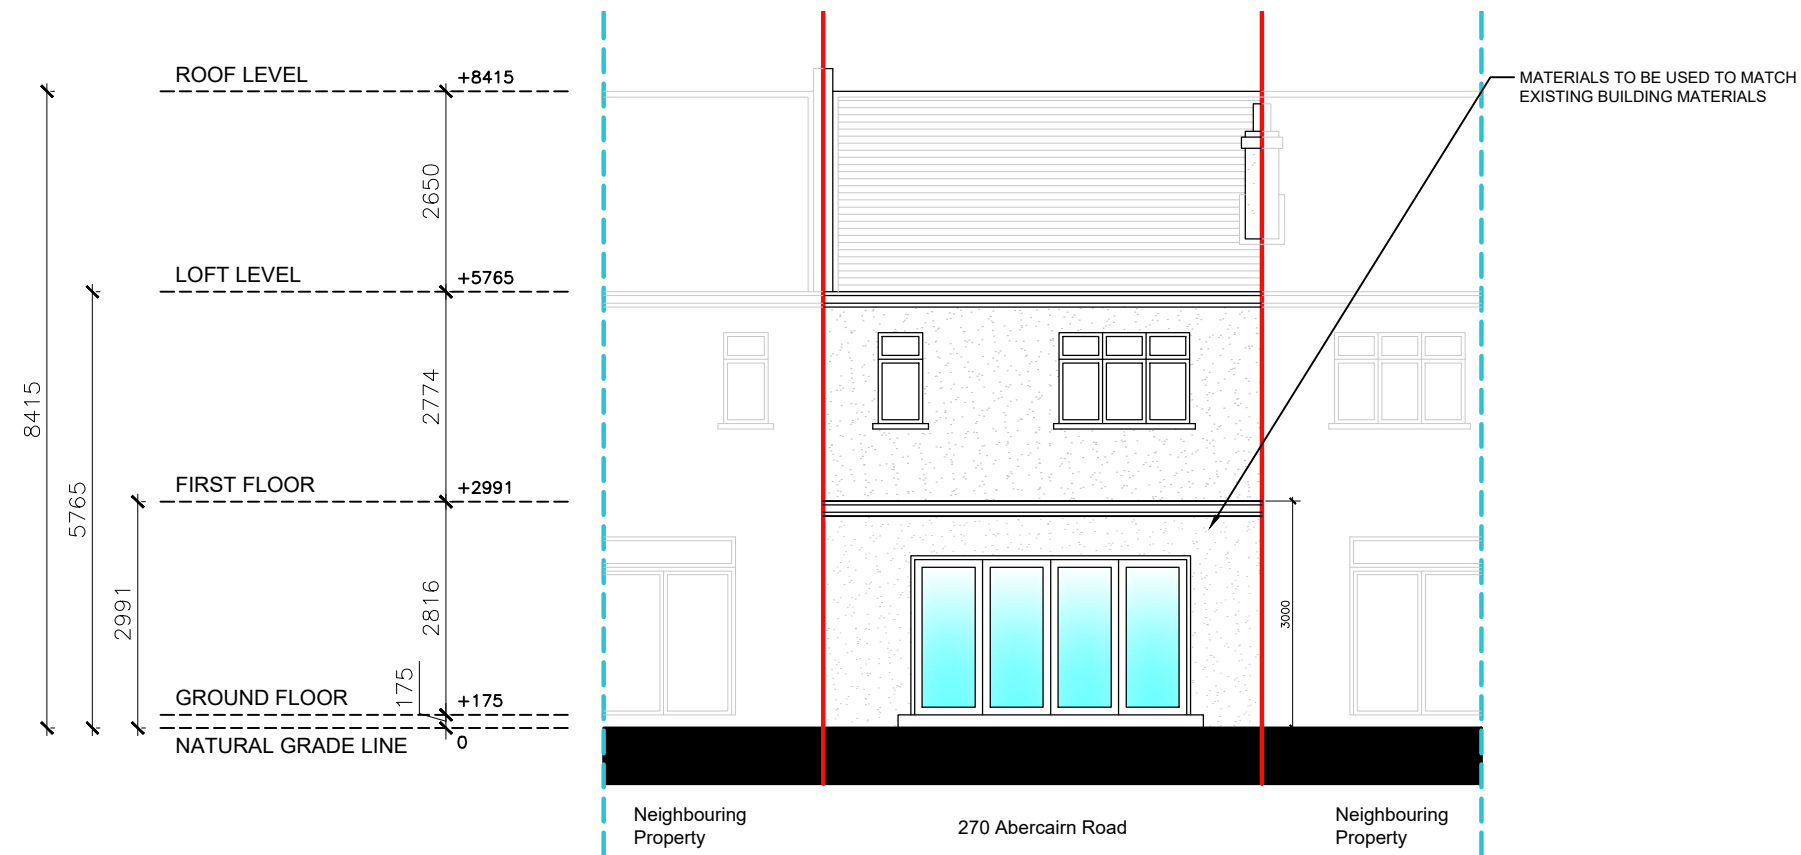 ROOF LEVEL
+8415
MATERIALS TO BE USED TO MATCH
EXISTING BUILDING MATERIALS
2650
LOFT LEVEL
+5765
8415
2774
FIRST FLOOR
+2991
5765
2991
2816
3000
175
GROUND FLOOR
+175
NATURAL GRADE LINE
0
Neighbouring
Property
270 Abercairn Road
Neighbouring
Property